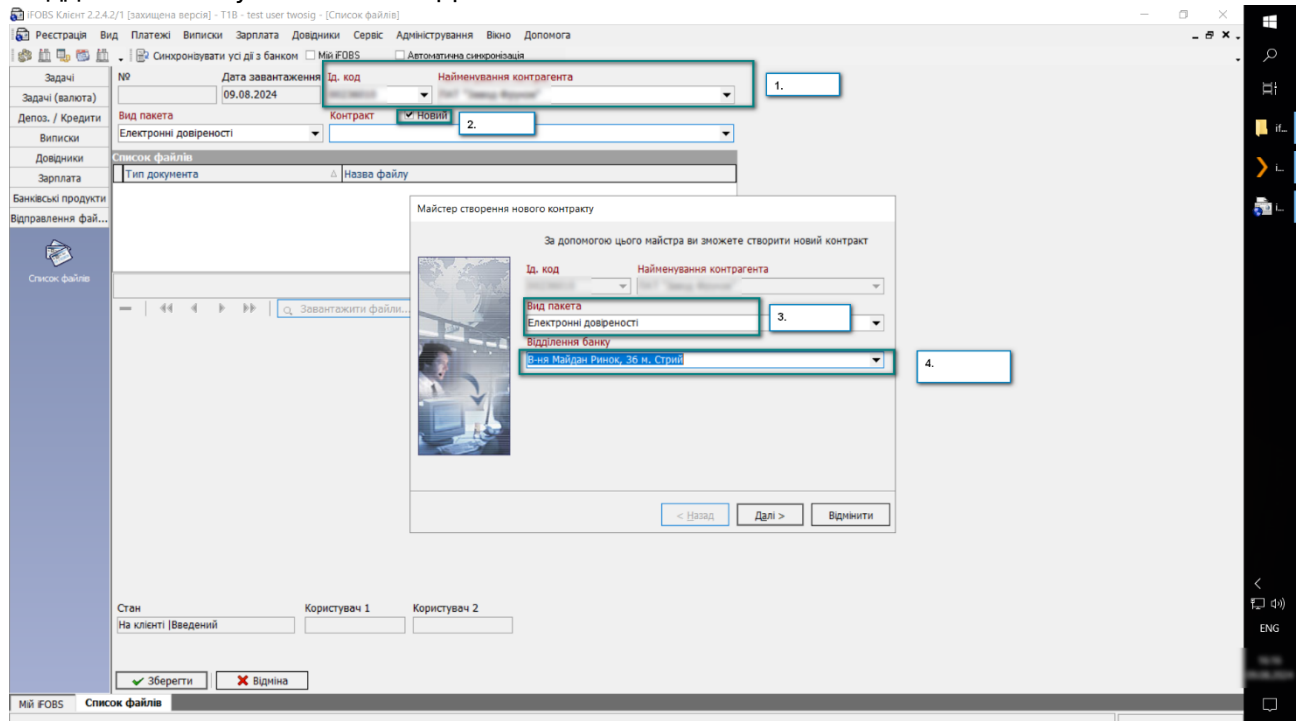 iFOBS Клієнт 2.2.4.2/1 [захищена версія] - T1B - test user twosig - [Список файлів]
Реєстрація Вид Платежі Виписки Зарплата Довідники Сервіс Адміністрування Вікно Допомога
Синхронізувати усі дії з банком Мій iFOBS Автоматична синхронізація
Задачі
Задачі (валюта)
Депоз. / Кредити
Виписки
Довідники
Зарплата
Банківські продукти
Відправлення фай...
Список файлів
№ Дата завантаження Ід. код Найменування контрагента
09.08.2024
1.
Вид пакета Контракт Новий
2.
Електронні довіреності
Список файлів
Тип документа Назва файлу
Завантажити файли...
Майстер створення нового контракту
За допомогою цього майстра ви зможете створити новий контракт
Ід. код Найменування контрагента
Вид пакета
3.
Електронні довіреності
Відділення банку
В-ня Майдан Ринок, 36 м. Стрий
4.
< Назад Далі > Відмінити
Стан Користувач 1 Користувач 2
На клієнті |Введений
Зберегти Відміна
Мій iFOBS Список файлів
if...
i...
i...
ENG